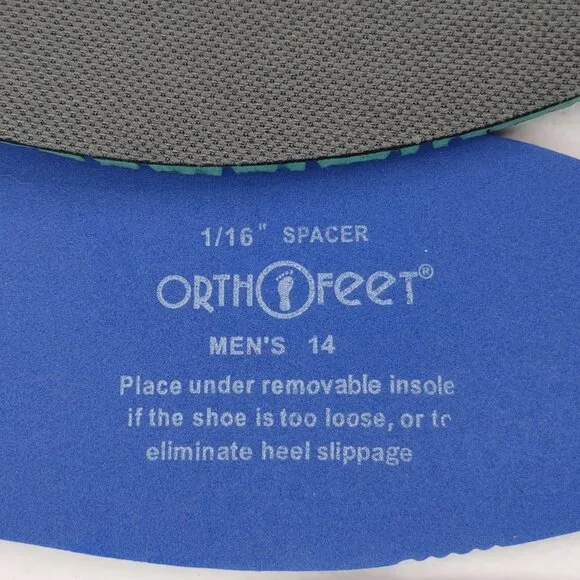 1/16" SPACER
ORTHOFEET®
MEN'S 14
Place under removable insole
if the shoe is too loose, or to
eliminate heel slippage